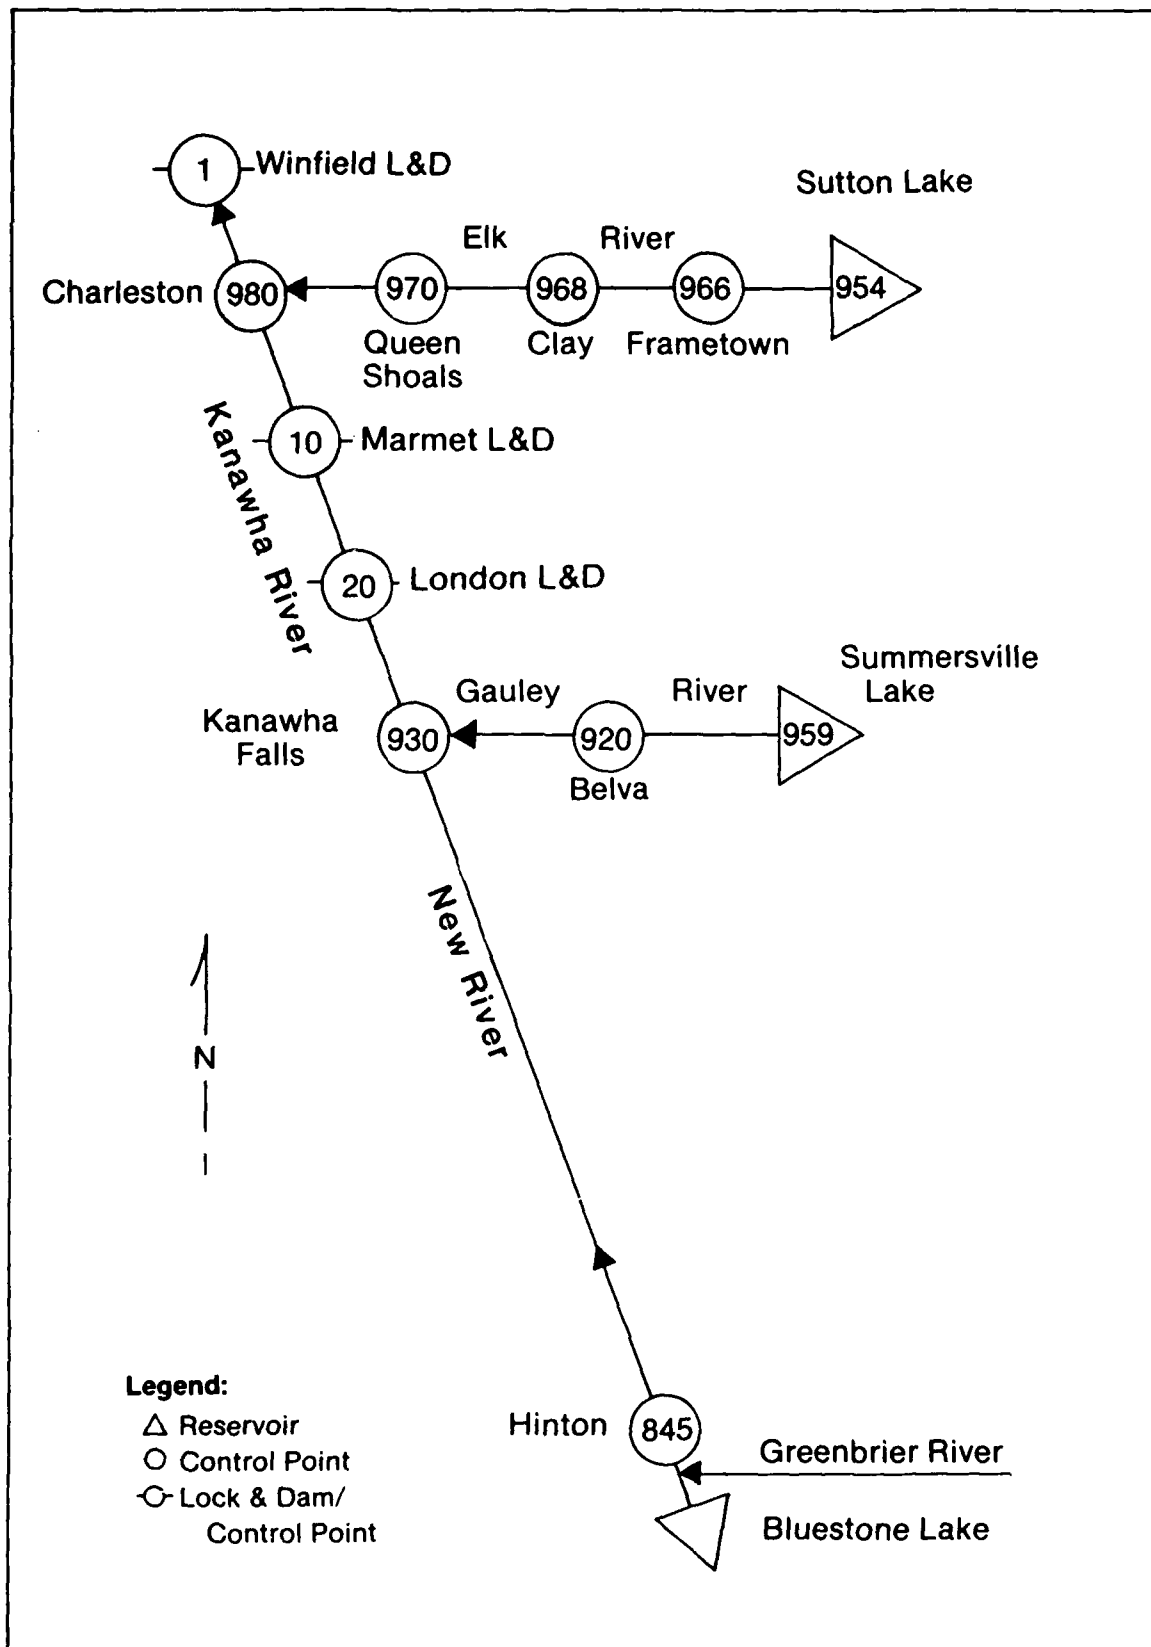 1
Winfield L&D
Sutton Lake
Elk River
Charleston
980
970
968
966
954
Queen
Shoals
Clay
Frametown
Kanawha River
10
Marmet L&D
20
London L&D
Summersville
Lake
Gauley River
Kanawha
Falls
930
920
959
Belva
New River
N
Legend:
Reservoir
Control Point
Lock & Dam/
Control Point
Hinton
845
Greenbrier River
Bluestone Lake